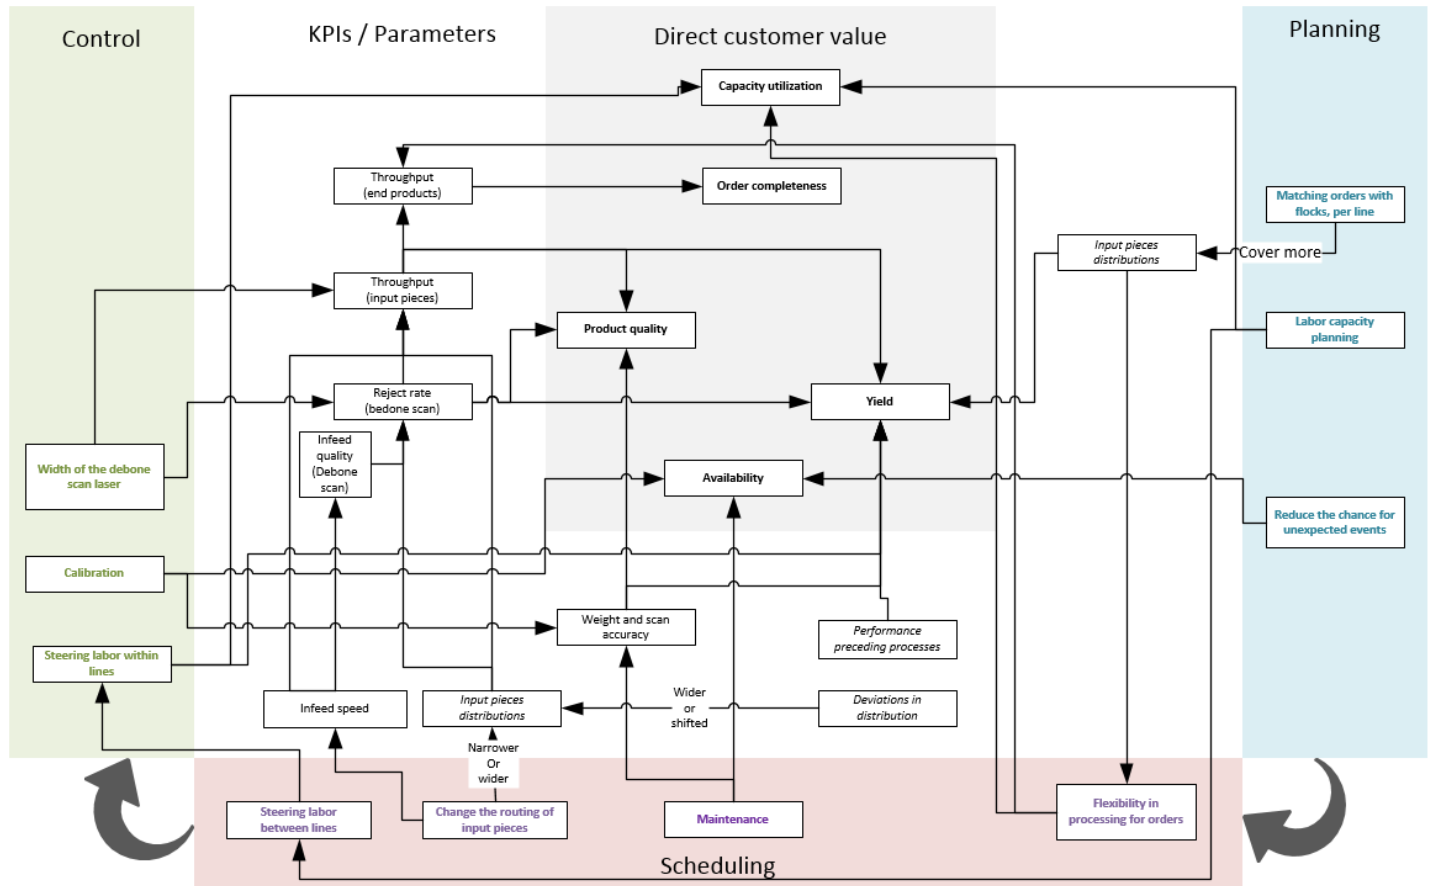 Control
KPIs / Parameters
Direct customer value
Planning
Capacity utilization
Throughput
(end products)
Order completeness
Matching orders with
flocks, per line
Input pieces
distributions
Cover more
Throughput
(input pieces)
Product quality
Labor capacity
planning
Reject rate
(bedone scan)
Yield
Infeed
quality
(Debone
scan)
Width of the debone
scan laser
Availability
Reduce the chance for
unexpected events
Calibration
Weight and scan
accuracy
Performance
preceding processes
Steering labor within
lines
Infeed speed
Input pieces
distributions
Wider
or
shifted
Deviations in
distribution
Narrower
Or
wider
Steering labor
between lines
Change the routing of
input pieces
Maintenance
Flexibility in
processing for orders
Scheduling